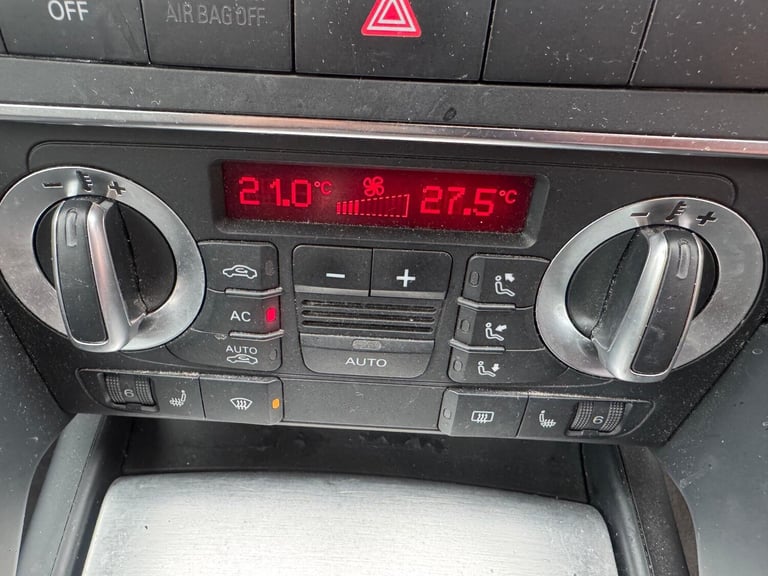 OFF
AIR BAG OFF
21.0°C
27.5°C
- +
- +
- +
AC
AUTO
AUTO
6
6